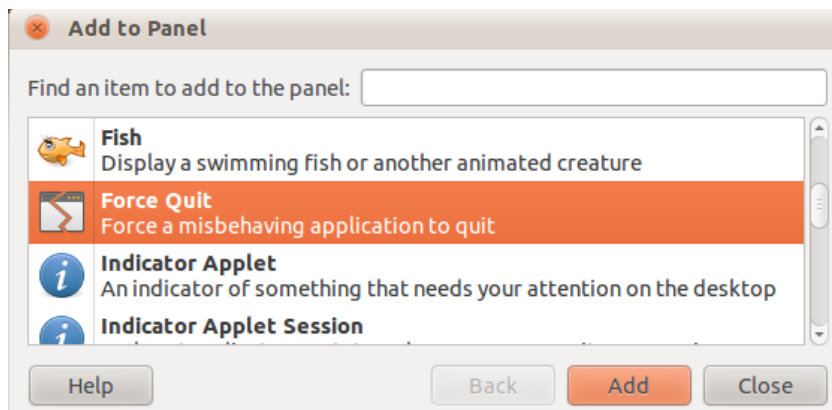 Add to Panel
Find an item to add to the panel:
Fish
Display a swimming fish or another animated creature
Force Quit
Force a misbehaving application to quit
Indicator Applet
An indicator of something that needs your attention on the desktop
Indicator Applet Session
Help
Back
Add
Close